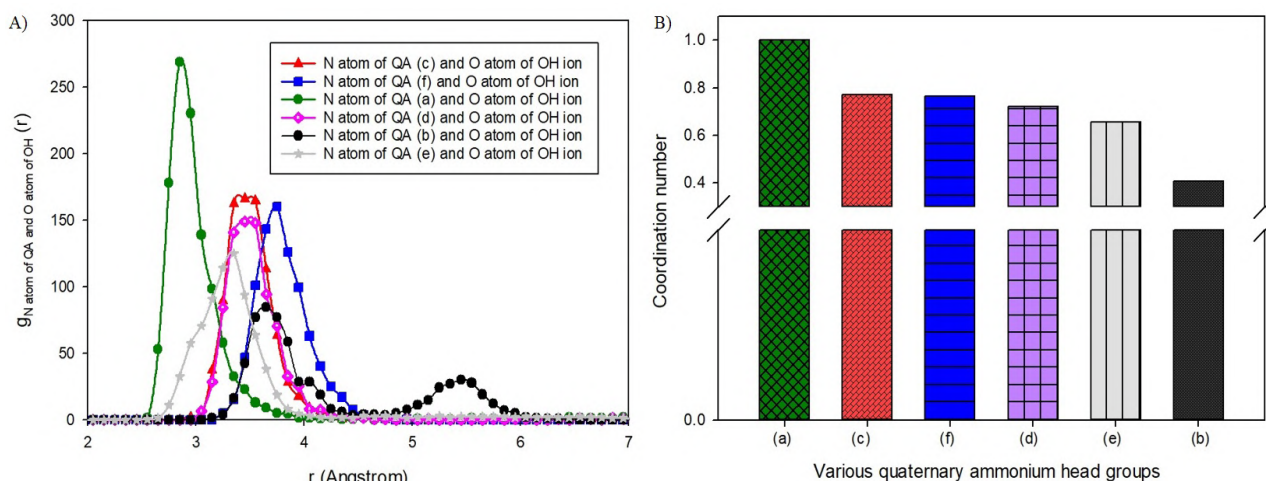 A)
300
250
200
150
100
50
0
g N atom of QA and O atom of OH (r)
N atom of QA (c) and O atom of OH ion
N atom of QA (f) and O atom of OH ion
N atom of QA (a) and O atom of OH ion
N atom of QA (d) and O atom of OH ion
N atom of QA (b) and O atom of OH ion
N atom of QA (e) and O atom of OH ion
2 3 4 5 6 7
r (Angstrom)
B)
1.0
0.8
0.6
0.4
0.0
Coordination number
(a) (c) (f) (d) (e) (b)
Various quaternary ammonium head groups